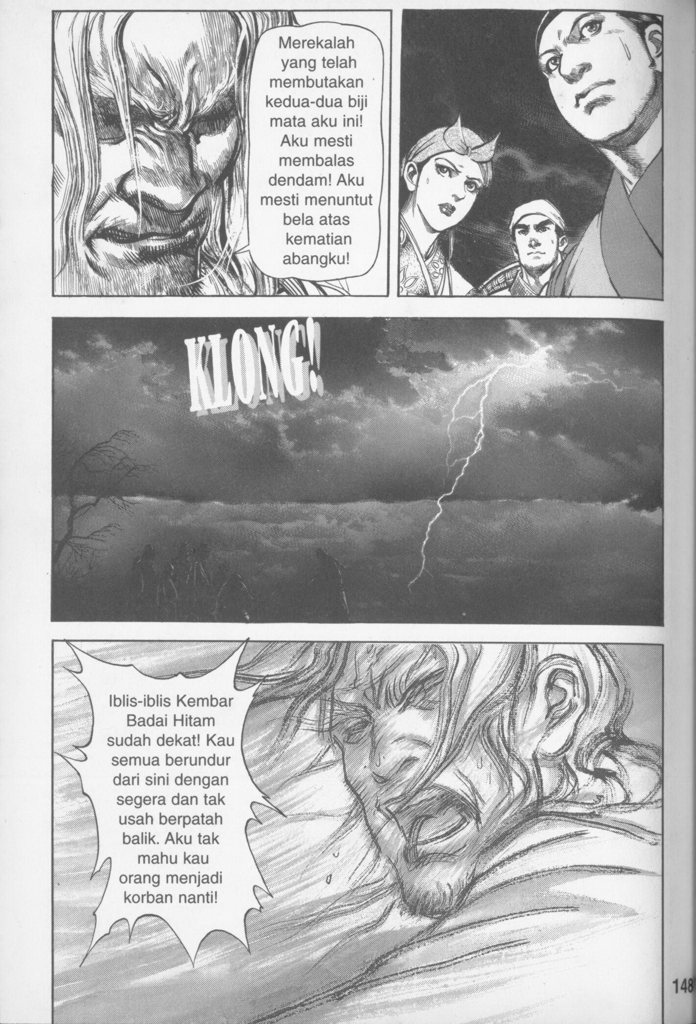 Merekalah
yang telah
membutakan
kedua-dua biji
mata aku ini!
Aku mesti
membalas
dendam! Aku
mesti menuntut
bela atas
kematian
abangku!
KLONG!
Iblis-iblis Kembar
Badai Hitam
sudah dekat! Kau
semua berundur
dari sini dengan
segera dan tak
usah berpatah
balik. Aku tak
mahu kau
orang menjadi
korban nanti!
148